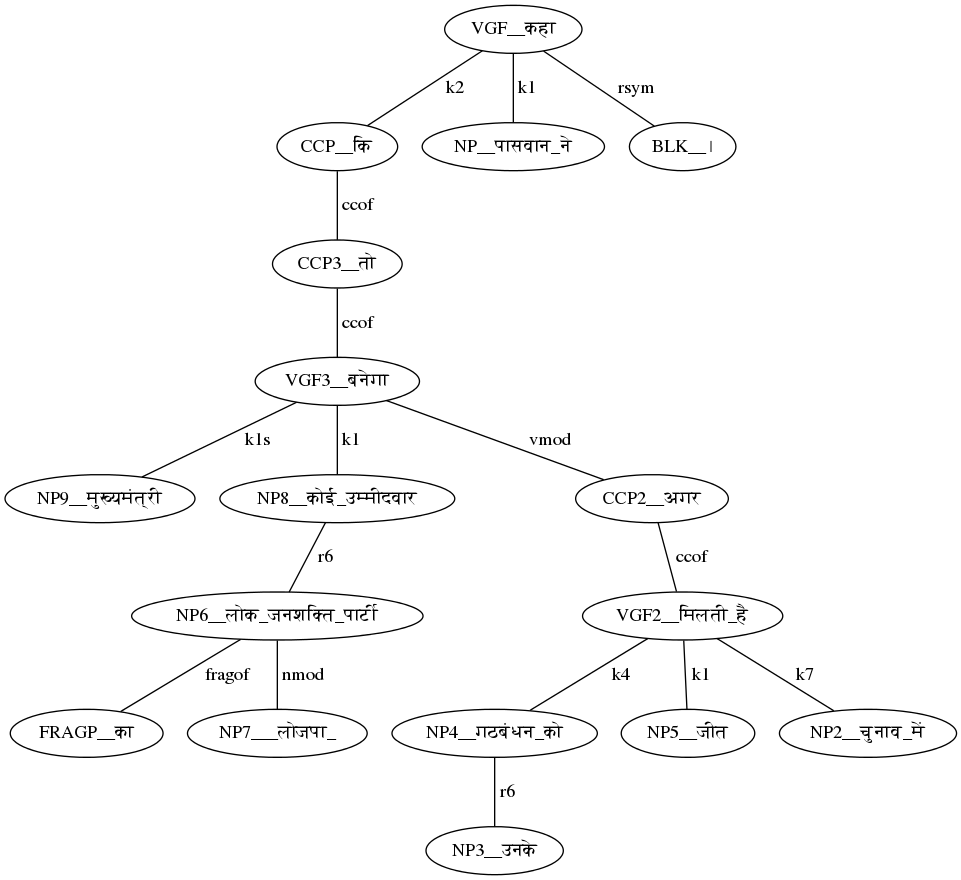 VGF__कहा
k2 k1 rsym
CCP__कि NP__पासवान_ने BLK__।
ccof
CCP3__तो
ccof
VGF3__बनेगा
k1s k1 vmod
NP9__मुख्यमंत्री NP8__कोई_उम्मीदवार CCP2__अगर
r6 ccof
NP6__लोक_जनशक्ति_पार्टी VGF2__मिलती_है
fragof nmod k4 k1 k7
FRAGP__का NP7___लोजपा_ NP4__गठबंधन_को NP5__जीत NP2__चुनाव_में
r6
NP3__उनके